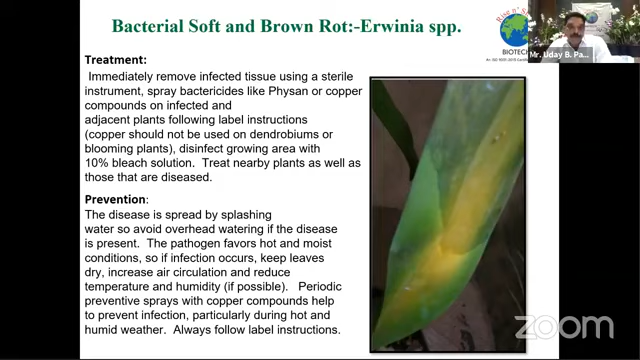 Bacterial Soft and Brown Rot:-Erwinia spp.
Treatment:
Immediately remove infected tissue using a sterile
instrument, spray bactericides like Physan or copper
compounds on infected and
adjacent plants following label instructions
(copper should not be used on dendrobiums or
blooming plants), disinfect growing area with
10% bleach solution. Treat nearby plants as well as
those that are diseased.
Prevention:
The disease is spread by splashing
water so avoid overhead watering if the disease
is present. The pathogen favors hot and moist
conditions, so if infection occurs, keep leaves
dry, increase air circulation and reduce
temperature and humidity (if possible). Periodic
preventive sprays with copper compounds help
to prevent infection, particularly during hot and
humid weather. Always follow label instructions.
BIOTECH
Mr. Uday B. Pa...
zoom